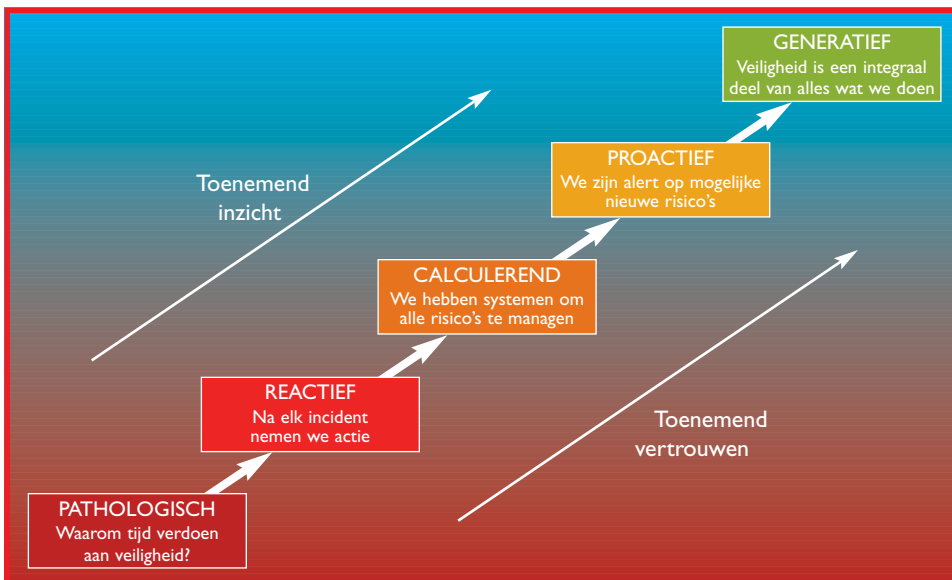 GENERATIEF
Veiligheid is een integraal
deel van alles wat we doen
PROACTIEF
We zijn alert op mogelijke
nieuwe risico's
Toenemend
inzicht
CALCULEREND
We hebben systemen om
alle risico's te managen
REACTIEF
Na elk incident
nemen we actie
Toenemend
vertrouwen
PATHOLOGISCH
Waarom tijd verdoen
aan veiligheid?